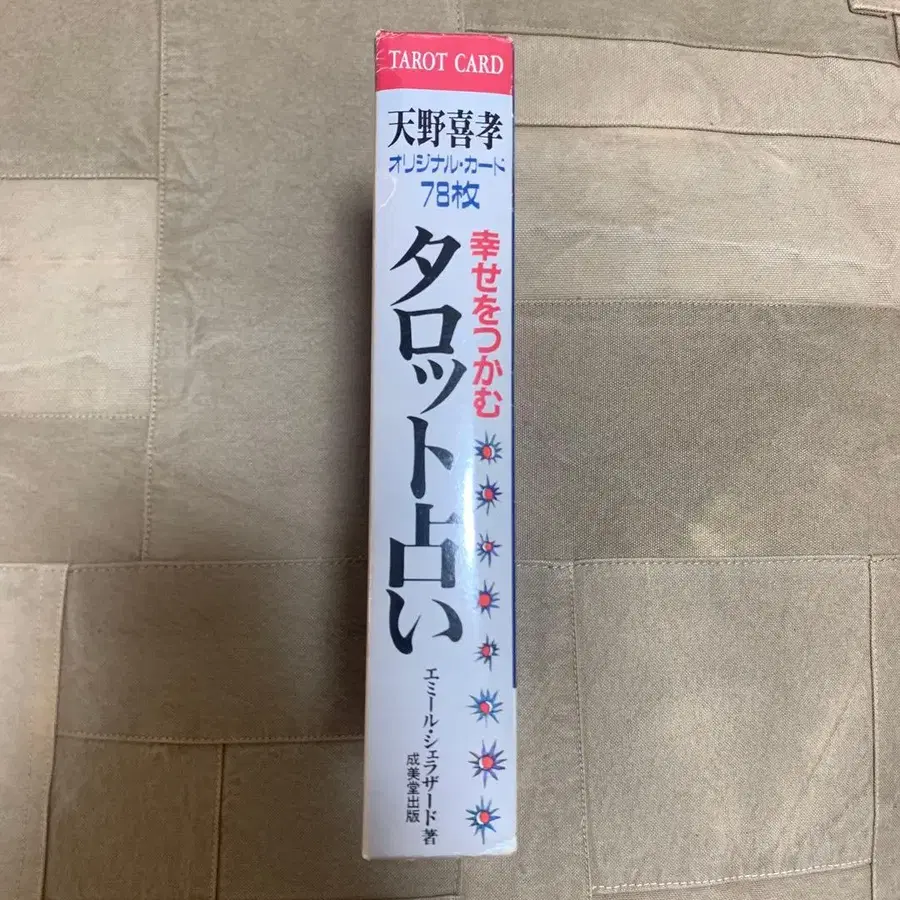 TAROT CARD
天野喜孝
オリジナル・カード
78枚
幸せをつかむ
タロット占い
エミール・シェラザード 著
成美堂出版